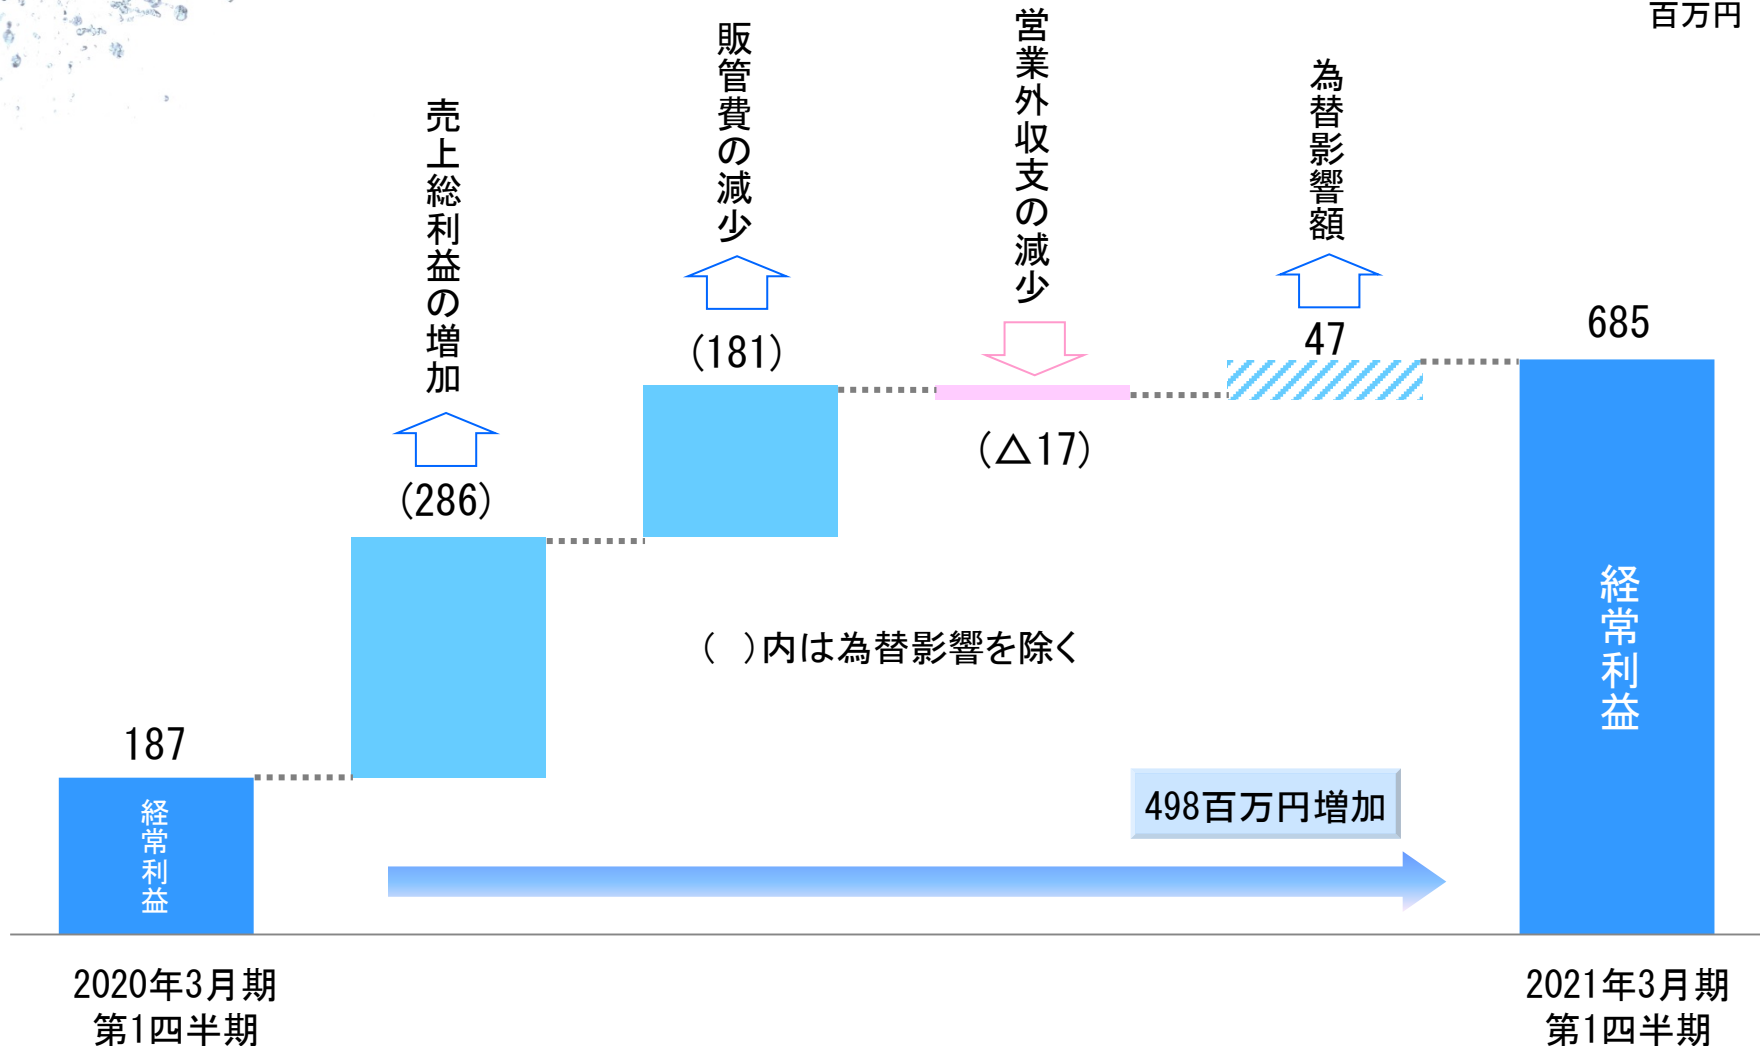 百万円
売上総利益の増加
(286)
販管費の減少
(181)
営業外収支の減少
(△17)
為替影響額
47
685
経常利益
( )内は為替影響を除く
187
経常利益
498百万円増加
2020年3月期
第1四半期
2021年3月期
第1四半期